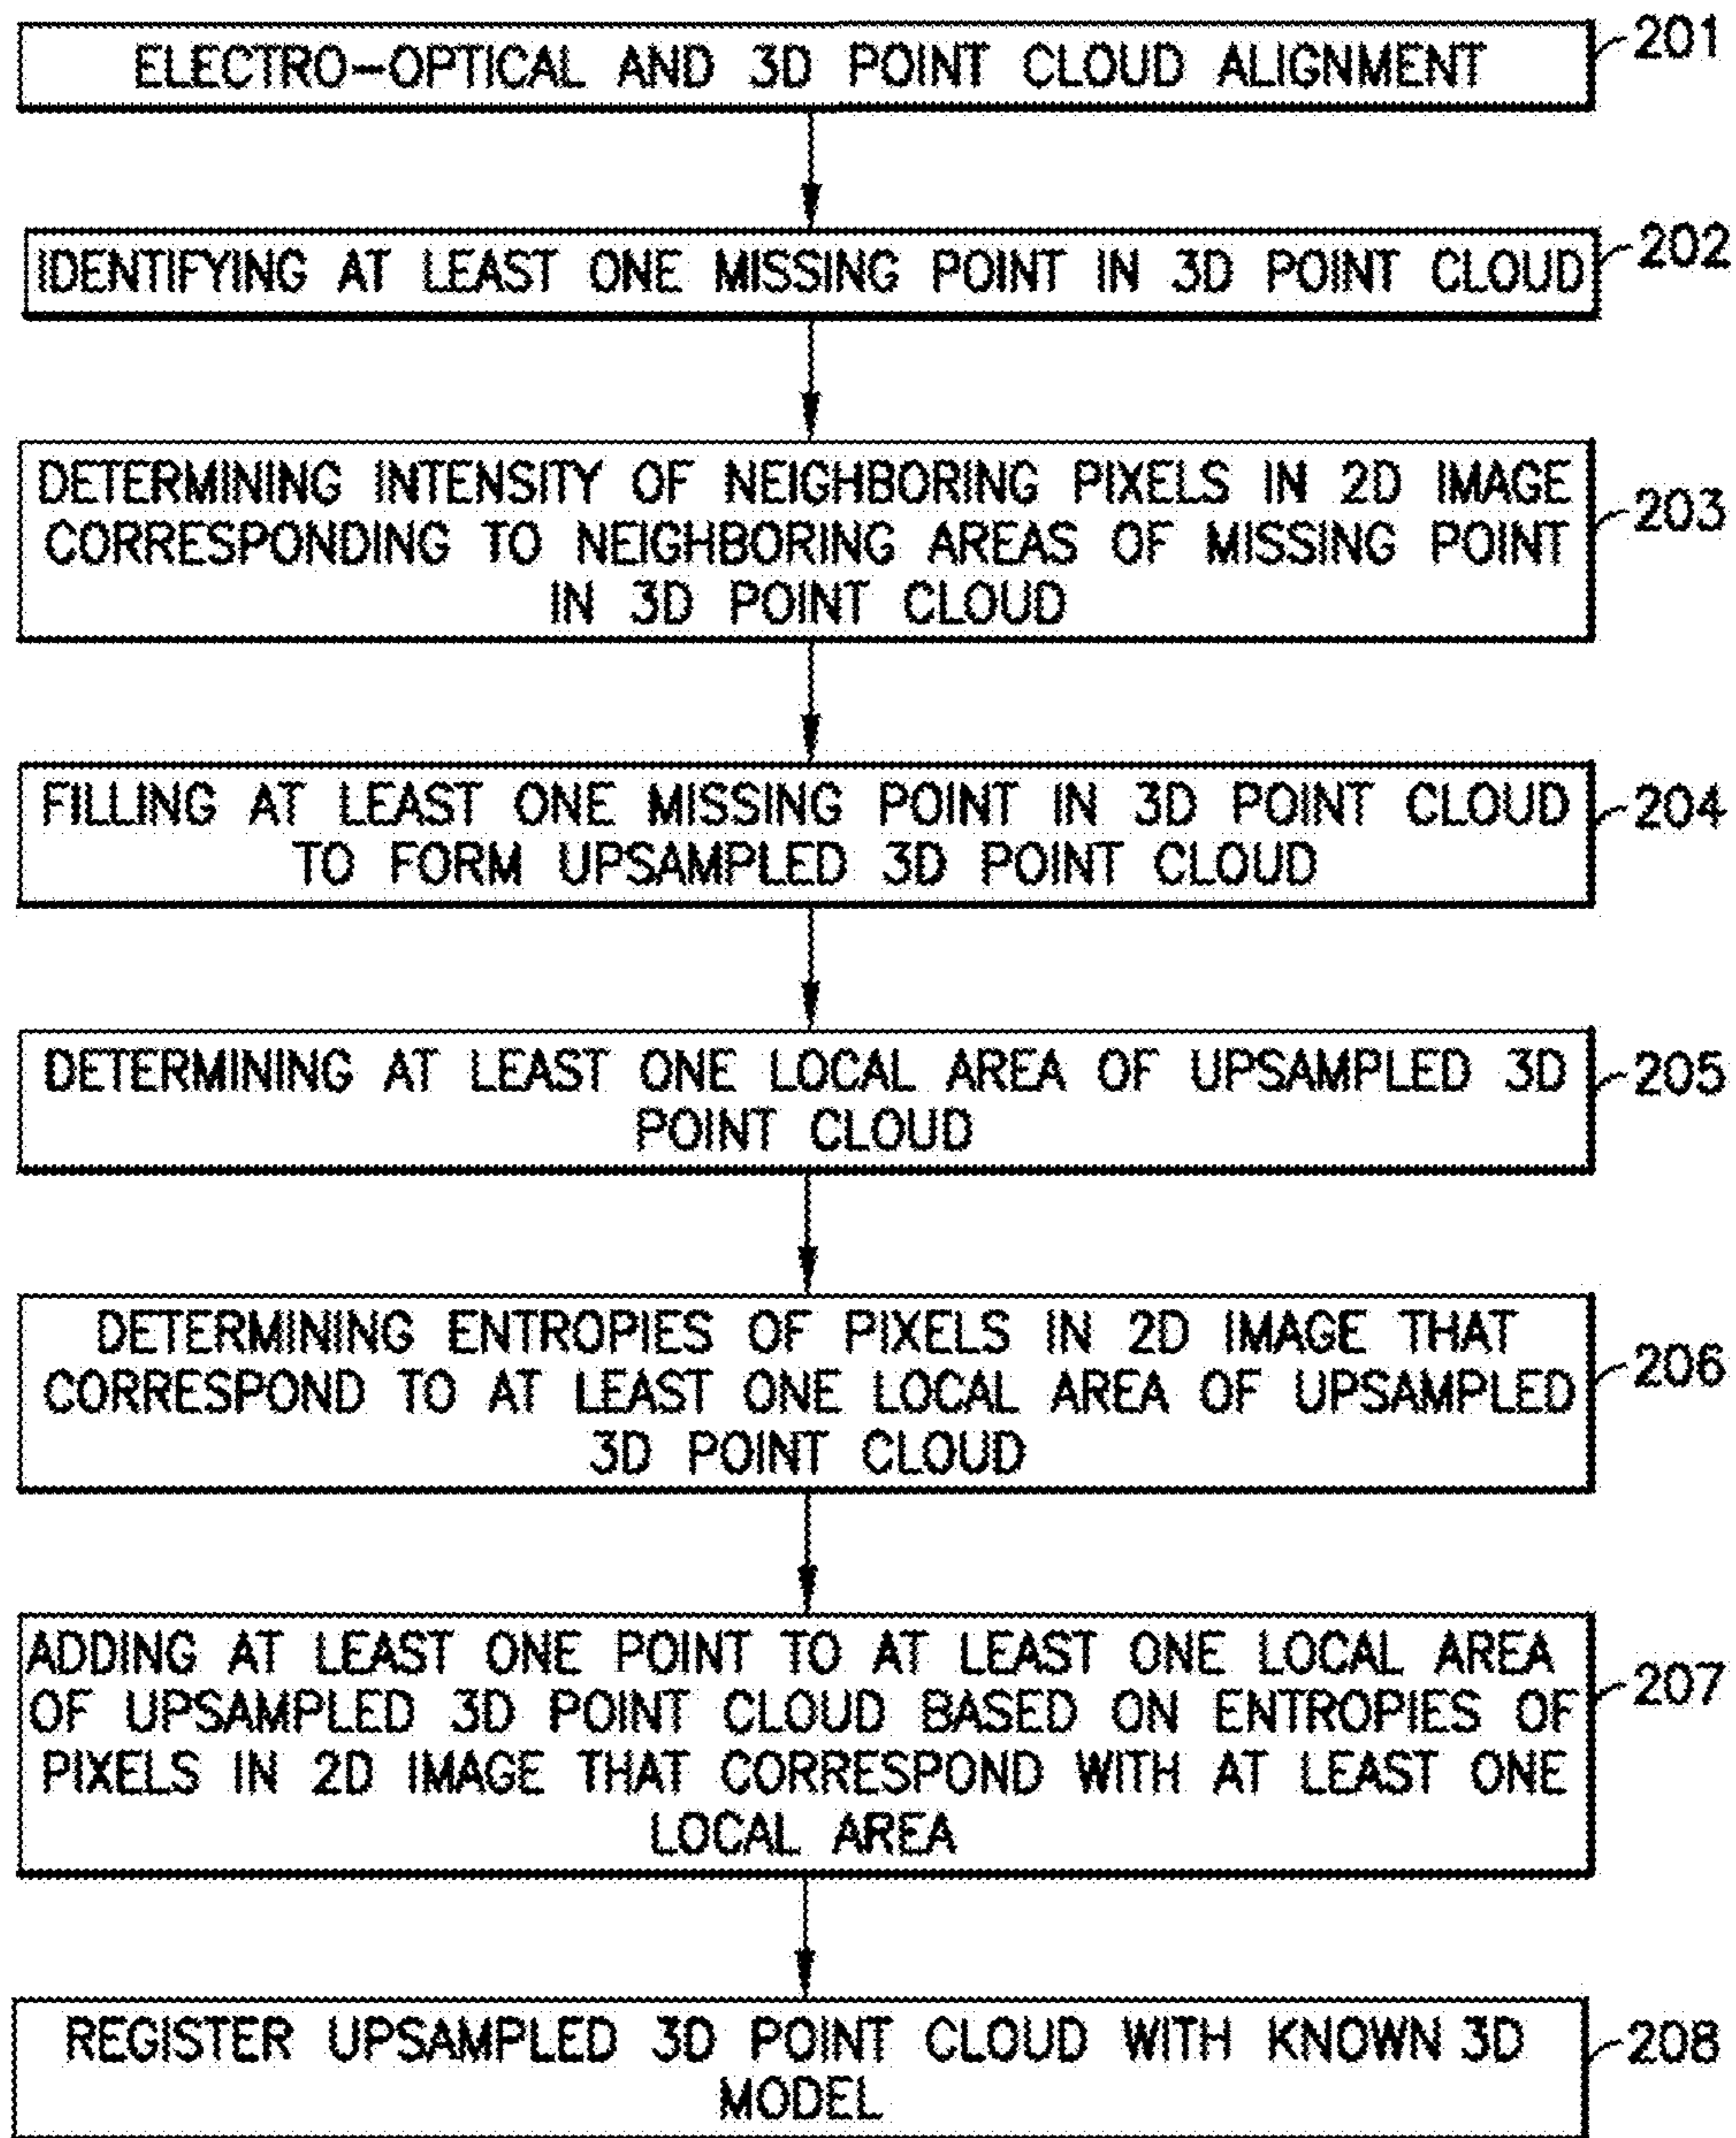 ELECTRO-OPTICAL AND 3D POINT CLOUD ALIGNMENT
201
IDENTIFYING AT LEAST ONE MISSING POINT IN 3D POINT CLOUD
202
DETERMINING INTENSITY OF NEIGHBORING PIXELS IN 2D IMAGE
CORRESPONDING TO NEIGHBORING AREAS OF MISSING POINT
IN 3D POINT CLOUD
203
FILLING AT LEAST ONE MISSING POINT IN 3D POINT CLOUD
TO FORM UPSAMPLED 3D POINT CLOUD
204
DETERMINING AT LEAST ONE LOCAL AREA OF UPSAMPLED 3D
POINT CLOUD
205
DETERMINING ENTROPIES OF PIXELS IN 2D IMAGE THAT
CORRESPOND TO AT LEAST ONE LOCAL AREA OF UPSAMPLED
3D POINT CLOUD
206
ADDING AT LEAST ONE POINT TO AT LEAST ONE LOCAL AREA
OF UPSAMPLED 3D POINT CLOUD BASED ON ENTROPIES OF
PIXELS IN 2D IMAGE THAT CORRESPOND WITH AT LEAST ONE
LOCAL AREA
207
REGISTER UPSAMPLED 3D POINT CLOUD WITH KNOWN 3D
MODEL
208